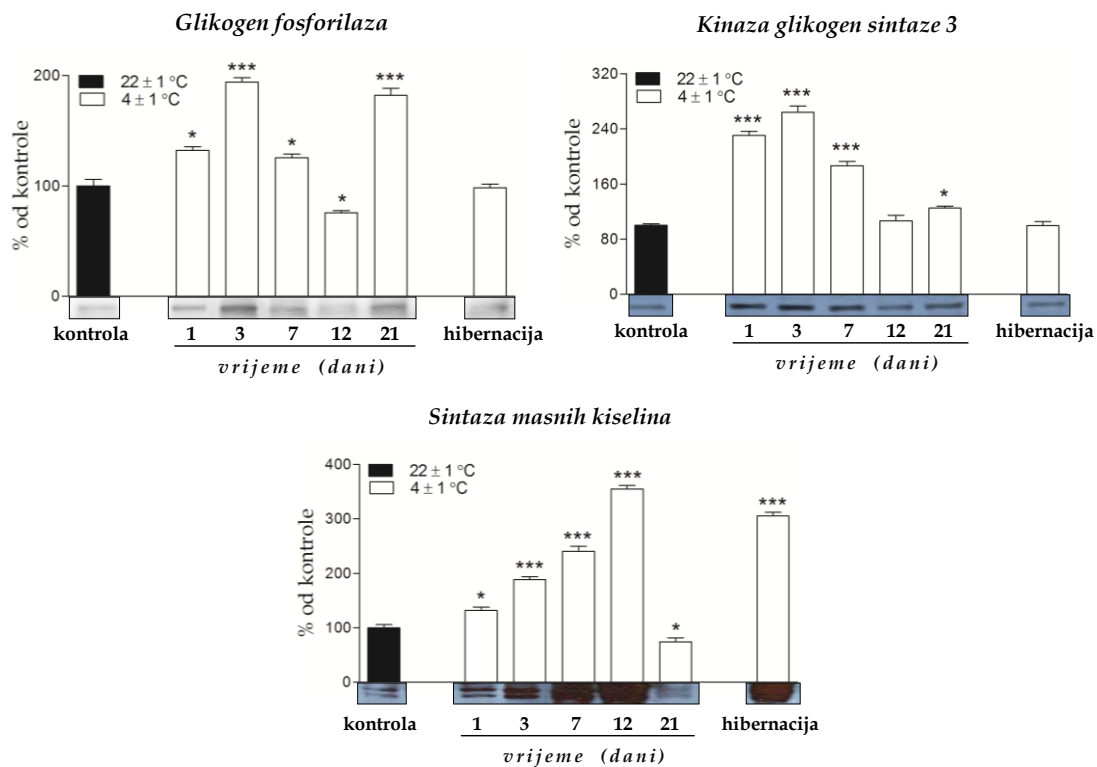 Glikogen fosforilaza
% od kontrole
200
100
0
22 ± 1 °C
4 ± 1 °C
*
***
*
*
***
kontrola
1 3 7 12 21
hibernacija
vrijeme (dani)
Kinaza glikogen sintaze 3
% od kontrole
320
240
160
80
0
22 ± 1 °C
4 ± 1 °C
***
***
***
*
kontrola
1 3 7 12 21
hibernacija
vrijeme (dani)
Sintaza masnih kiselina
% od kontrole
400
300
200
100
0
22 ± 1 °C
4 ± 1 °C
*
***
***
***
*
***
kontrola
1 3 7 12 21
hibernacija
vrijeme (dani)